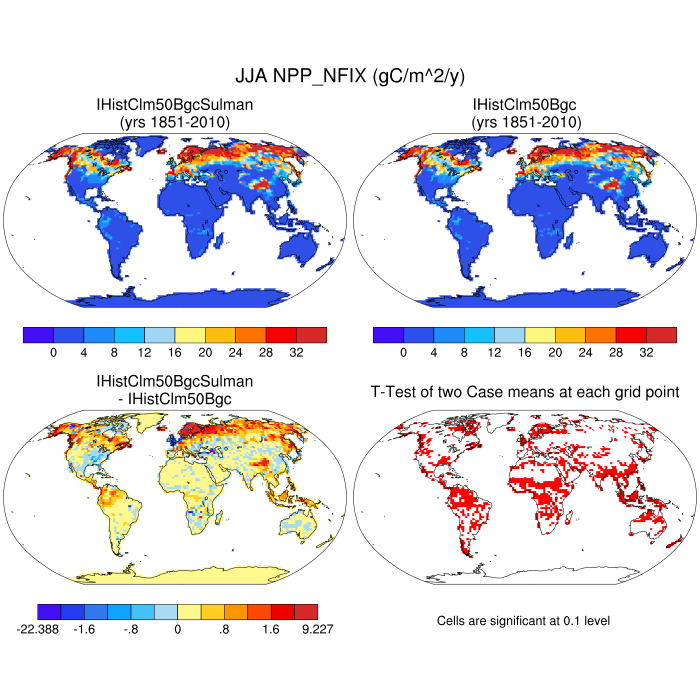 JJA NPP_NFIX (gC/m^2/y)
IHistClm50BgcSulman
(yrs 1851-2010)
IHistClm50Bgc
(yrs 1851-2010)
0 4 8 12 16 20 24 28 32
0 4 8 12 16 20 24 28 32
IHistClm50BgcSulman
- IHistClm50Bgc
T-Test of two Case means at each grid point
-22.388 -1.6 -.8 0 .8 1.6 9.227
Cells are significant at 0.1 level